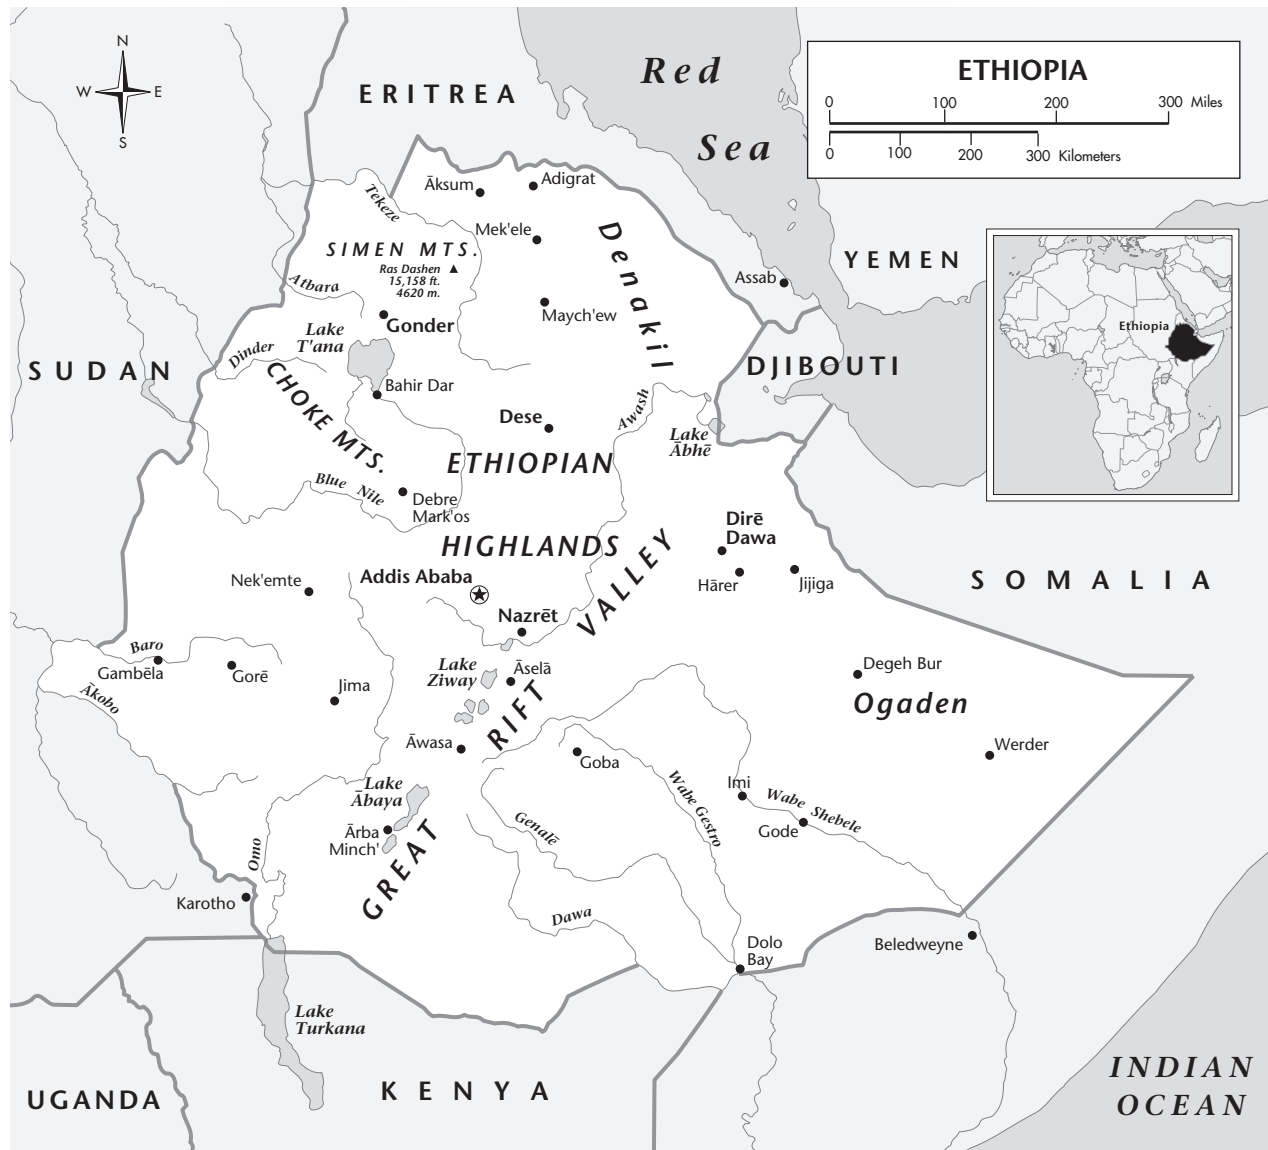 N
W E
S
ERITREA
Red
Sea
ETHIOPIA
0 100 200 300 Miles
0 100 200 300 Kilometers
Āksum
Adigrat
Tekeze
Mek'ele
SIMEN MTS.
Ras Dashen
15,158 ft.
4620 m.
Denakil
YEMEN
Assab
Atbara
Maych'ew
Gonder
Lake
T'ana
Ethiopia
Dinder
SUDAN
CHOKE MTS.
DJIBOUTI
Bahir Dar
Awash
Dese
Lake
Ābhē
ETHIOPIAN
Blue Nile
Debre
Mark'os
HIGHLANDS
Dirē
Dawa
VALLEY
Addis Ababa
Nek'emte
Hārer
Jijiga
SOMALIA
Nazrēt
Baro
Gambēla
Gorē
Lake
Ziway
Āselā
Degeh Bur
Jima
Ākobo
RIFT
Ogaden
Āwasa
Goba
Werder
Lake
Ābaya
Wabe Gestro
Imi
Wabe Shebele
Genalē
Gode
Ārba
Minch'
Omo
GREAT
Karotho
Dawa
Dolo
Bay
Beledweyne
Lake
Turkana
UGANDA
KENYA
INDIAN
OCEAN